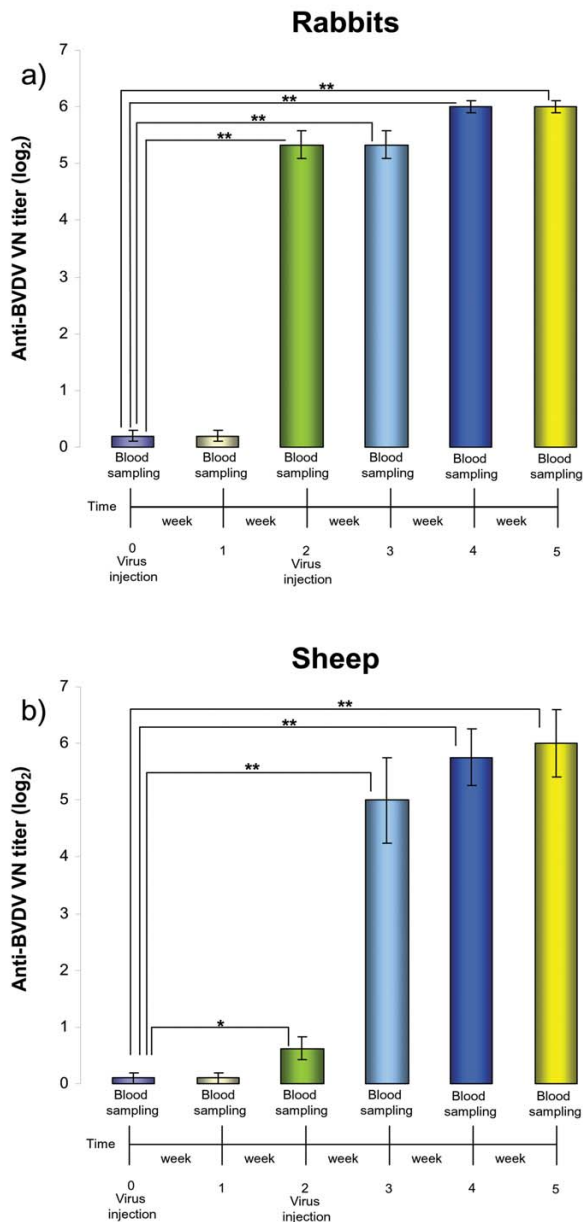 Rabbits
a)
7
6
5
4
3
2
1
0
Anti-BVDV VN titer (log2)
**
**
**
**
Blood sampling
Blood sampling
Blood sampling
Blood sampling
Blood sampling
Blood sampling
Time
week week week week week
0 1 2 3 4 5
Virus injection
Virus injection
Sheep
b)
7
6
5
4
3
2
1
0
Anti-BVDV VN titer (log2)
**
**
**
*
Blood sampling
Blood sampling
Blood sampling
Blood sampling
Blood sampling
Blood sampling
Time
week week week week week
0 1 2 3 4 5
Virus injection
Virus injection